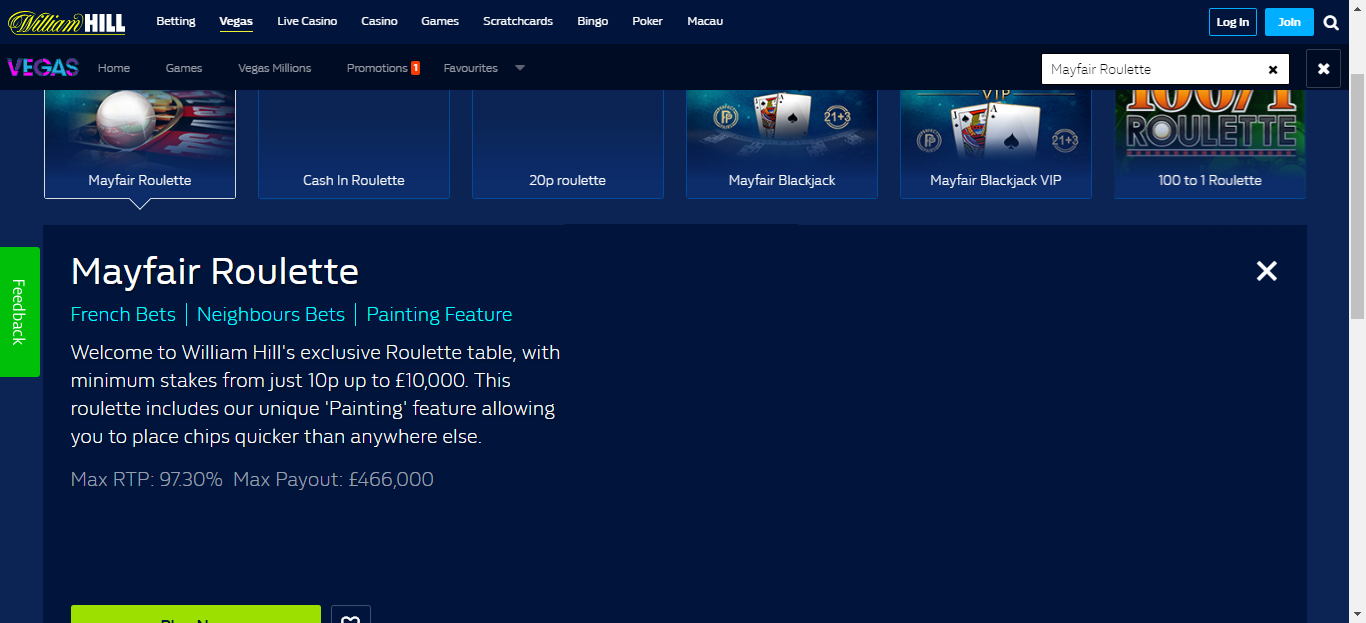 William HILL
Betting
Vegas
Live Casino
Casino
Games
Scratchcards
Bingo
Poker
Macau
Log In
Join
VEGAS
Home
Games
Vegas Millions
Promotions 1
Favourites
Mayfair Roulette
Mayfair Roulette
Cash In Roulette
20p roulette
21+3
Mayfair Blackjack
VIP
21+3
Mayfair Blackjack VIP
100/1
ROULETTE
100 to 1 Roulette
Feedback
Mayfair Roulette
French Bets | Neighbours Bets | Painting Feature
Welcome to William Hill's exclusive Roulette table, with
minimum stakes from just 10p up to £10,000. This
roulette includes our unique 'Painting' feature allowing
you to place chips quicker than anywhere else.
Max RTP: 97.30% Max Payout: £466,000